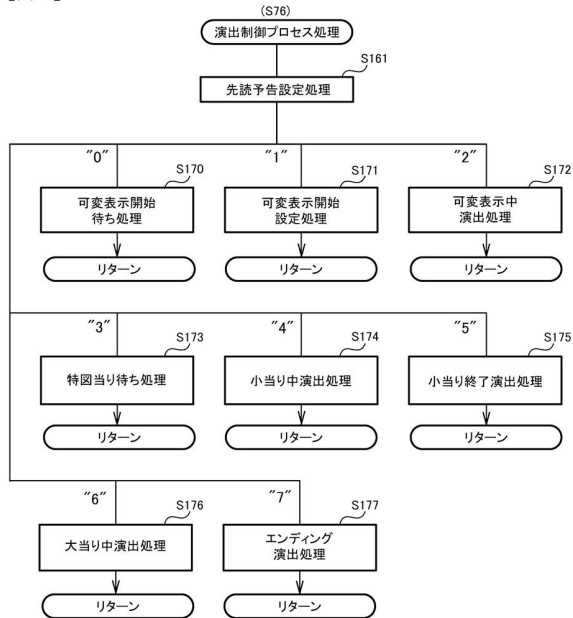 (S76)
演出制御プロセス処理
S161
先読予告設定処理
"0"
"1"
"2"
S170
S171
S172
可変表示開始
待ち処理
可変表示開始
設定処理
可変表示中
演出処理
リターン
リターン
リターン
"3"
"4"
"5"
S173
S174
S175
特図当り待ち処理
小当り中演出処理
小当り終了演出処理
リターン
リターン
リターン
"6"
"7"
S176
S177
大当り中演出処理
エンディング
演出処理
リターン
リターン